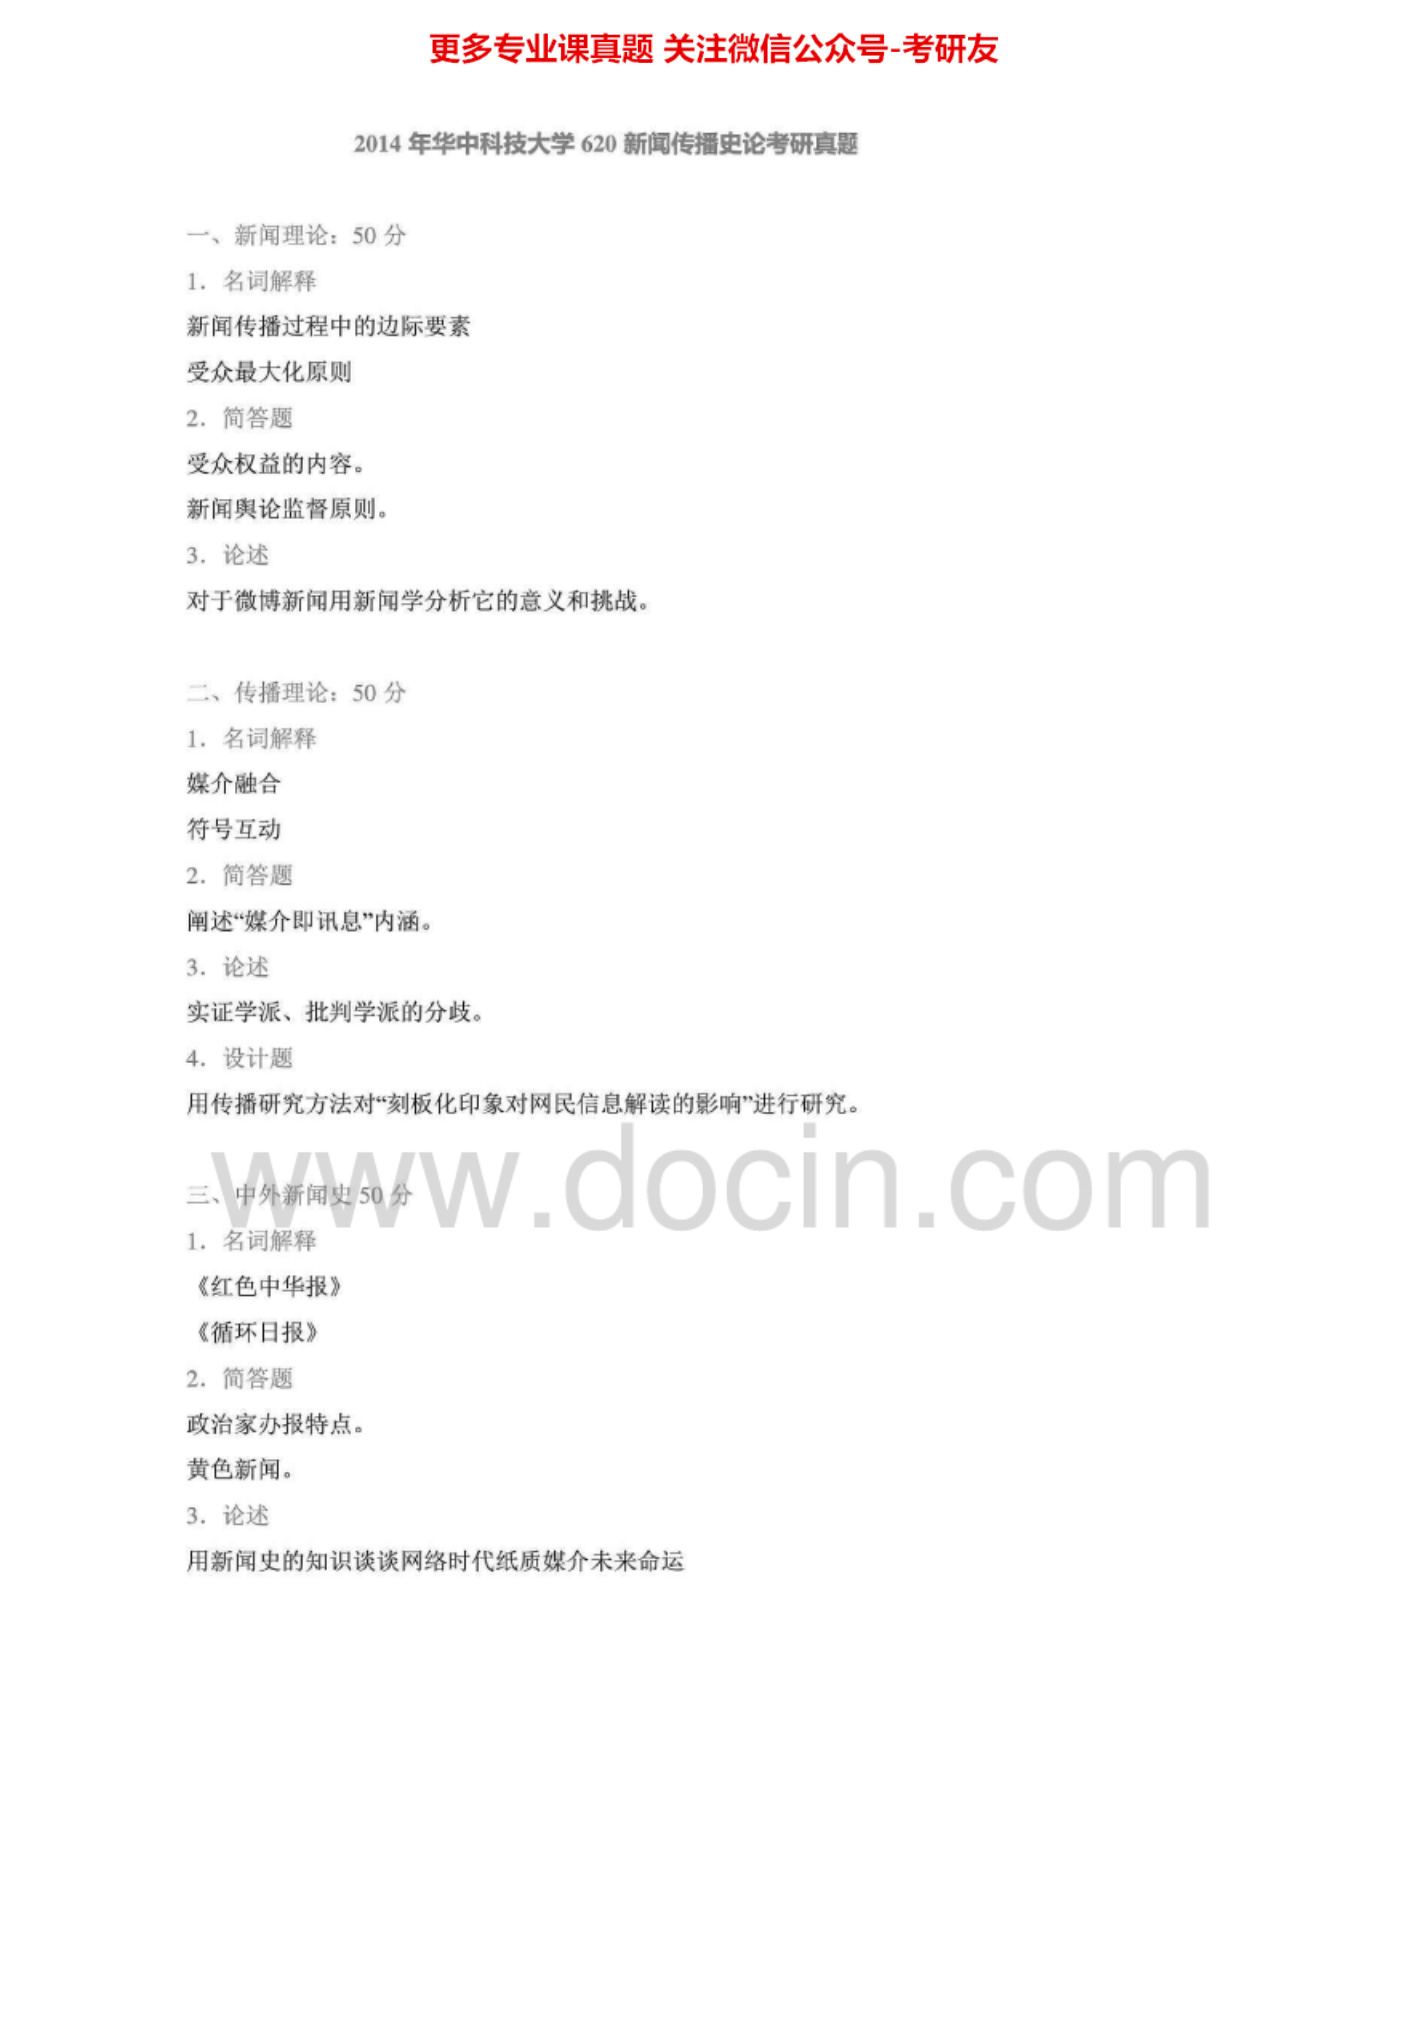 更多专业课真题 关注微信公众号-考研友
2014 年华中科技大学 620 新闻传播史论考研真题
一、新闻理论：50 分
1．名词解释
新闻传播过程中的边际要素
受众最大化原则
2．简答题
受众权益的内容。
新闻舆论监督原则。
3．论述
对于微博新闻用新闻学分析它的意义和挑战。
二、传播理论：50 分
1．名词解释
媒介融合
符号互动
2．简答题
阐述“媒介即讯息”内涵。
3．论述
实证学派、批判学派的分歧。
4．设计题
用传播研究方法对“刻板化印象对网民信息解读的影响”进行研究。
www.docin.com
三、中外新闻史 50 分
1．名词解释
《红色中华报》
《循环日报》
2．简答题
政治家办报特点。
黄色新闻。
3．论述
用新闻史的知识谈谈网络时代纸质媒介未来命运